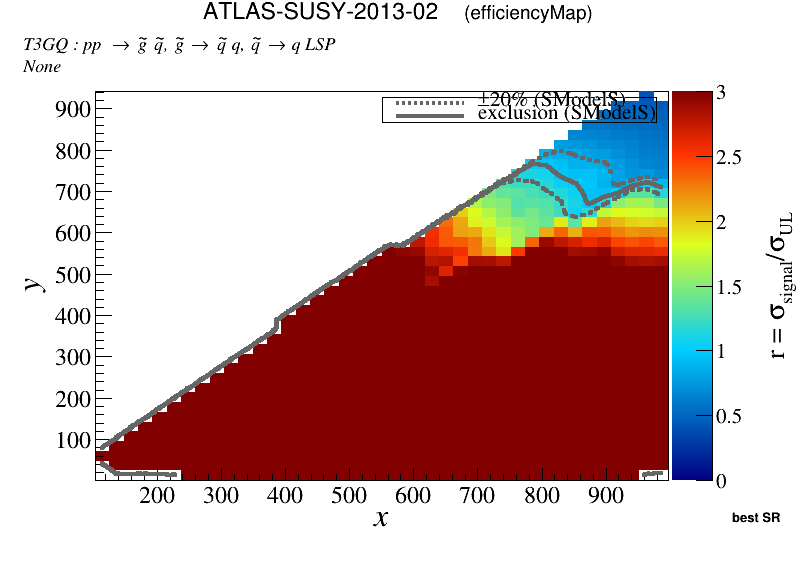 ATLAS-SUSY-2013-02 (efficiencyMap)
T3GQ : pp → g̃ q̃, g̃ → q̃ q, q̃ → q LSP
None
±20% (SModelS)
exclusion (SModelS)
900
800
700
600
500
400
300
200
100
y
200 300 400 500 600 700 800 900
x
3
2.5
2
1.5
1
0.5
0
r = σsignal/σUL
best SR